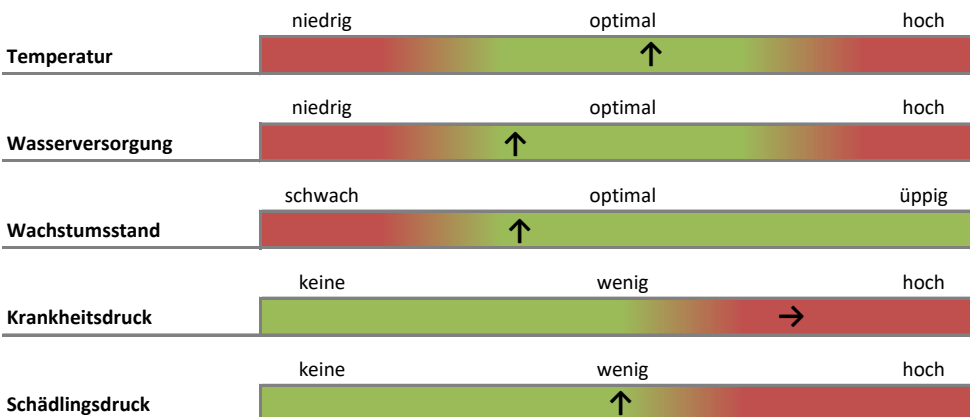 niedrig optimal hoch
Temperatur ↑
niedrig optimal hoch
Wasserversorgung ↑
schwach optimal üppig
Wachstumsstand ↑
keine wenig hoch
Krankheitsdruck →
keine wenig hoch
Schädlingsdruck ↑